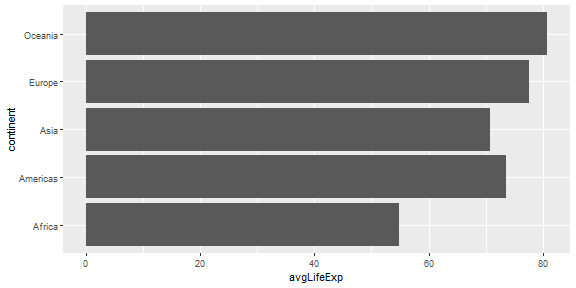 continent
Oceania
Europe
Asia
Americas
Africa
0 20 40 60 80
avgLifeExp